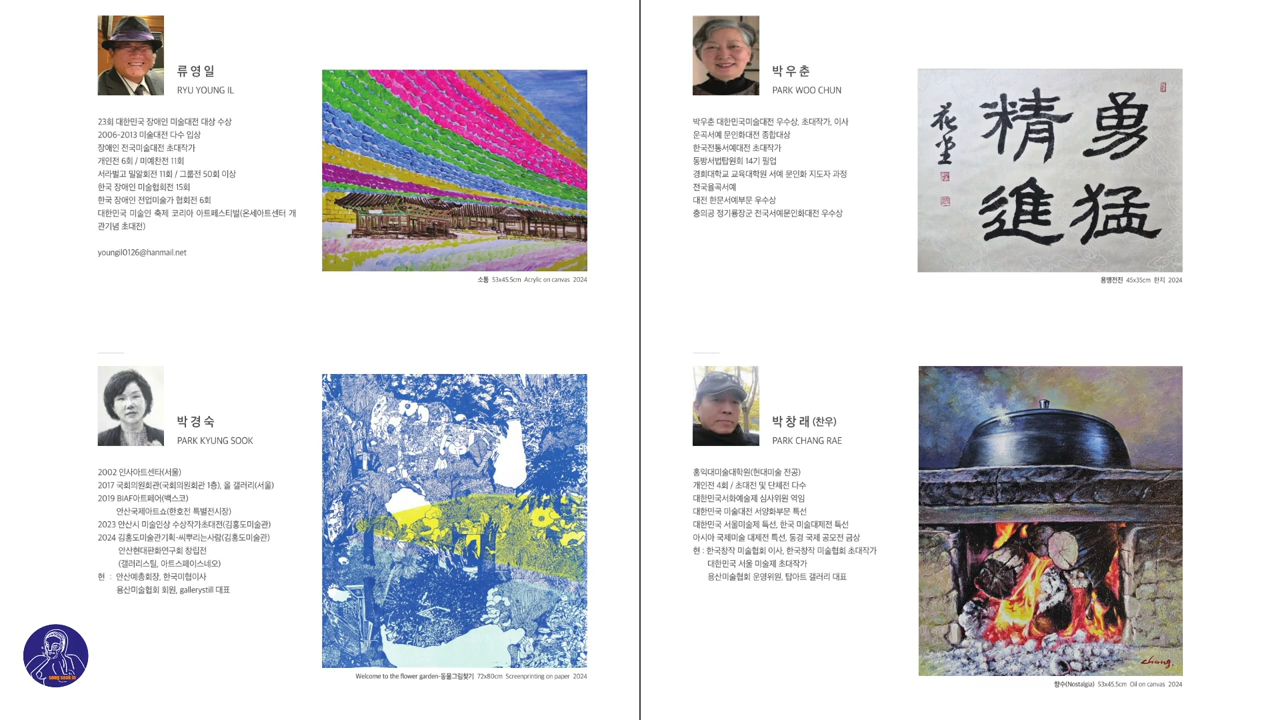 류영일
RYU YOUNG IL
23회 대한민국 장애인 미술대전 대상 수상
2006-2013 미술대전 다수 입상
장애인 전국미술대전 초대작가
개인전 6회 / 미예찬전 11회
서라벌고 밀알회전 11회 / 그룹전 50회 이상
한국 장애인 미술협회전 15회
한국 장애인 전업미술가 협회전 6회
대한민국 미술인 축제 코리아 아트페스티벌(온세아트센터 개
관기념 초대전)
youngil0126@hanmail.net
소통 53x45.5cm Acrylic on canvas 2024
박경숙
PARK KYUNG SOOK
2002 인사아트센타(서울)
2017 국회의원회관(국회의원회관 1층), 올 갤러리(서울)
2019 BIAF아트페어(벡스코)
안산국제아트쇼(한호전 특별전시장)
2023 안산시 미술인상 수상작가초대전(김홍도미술관)
2024 김홍도미술관기획-씨뿌리는사람(김홍도미술관)
안산현대판화연구회 창립전
(갤러리스틸, 아트스페이스네오)
현 : 안산예총회장, 한국미협이사
용산미술협회 회원, gallerystill 대표
Welcome to the flower garden-동물그림찾기 72x80cm Screenprinting on paper 2024
박우춘
PARK WOO CHUN
박우춘 대한민국미술대전 우수상, 초대작가, 이사
운곡서예 문인화대전 종합대상
한국전통서예대전 초대작가
동방서법탑원회 14기 필업
경희대학교 교육대학원 서예 문인화 지도자 과정
전국율곡서예
대전 한문서예부문 우수상
충의공 정기룡장군 전국서예문인화대전 우수상
勇猛
精進
花堂
용맹전진 45x35cm 한지 2024
박창래 (찬우)
PARK CHANG RAE
홍익대미술대학원(현대미술 전공)
개인전 4회 / 초대전 및 단체전 다수
대한민국서화예술제 심사위원 역임
대한민국 미술대전 서양화부문 특선
대한민국 서울미술제 특선, 한국 미술대제전 특선
아시아 국제미술 대제전 특선, 동경 국제 공모전 금상
현 : 한국창작 미술협회 이사, 한국창작 미술협회 초대작가
대한민국 서울 미술제 초대작가
용산미술협회 운영위원, 탑아트 갤러리 대표
chang.
향수(Nostalgia) 53x45.5cm Oil on canvas 2024